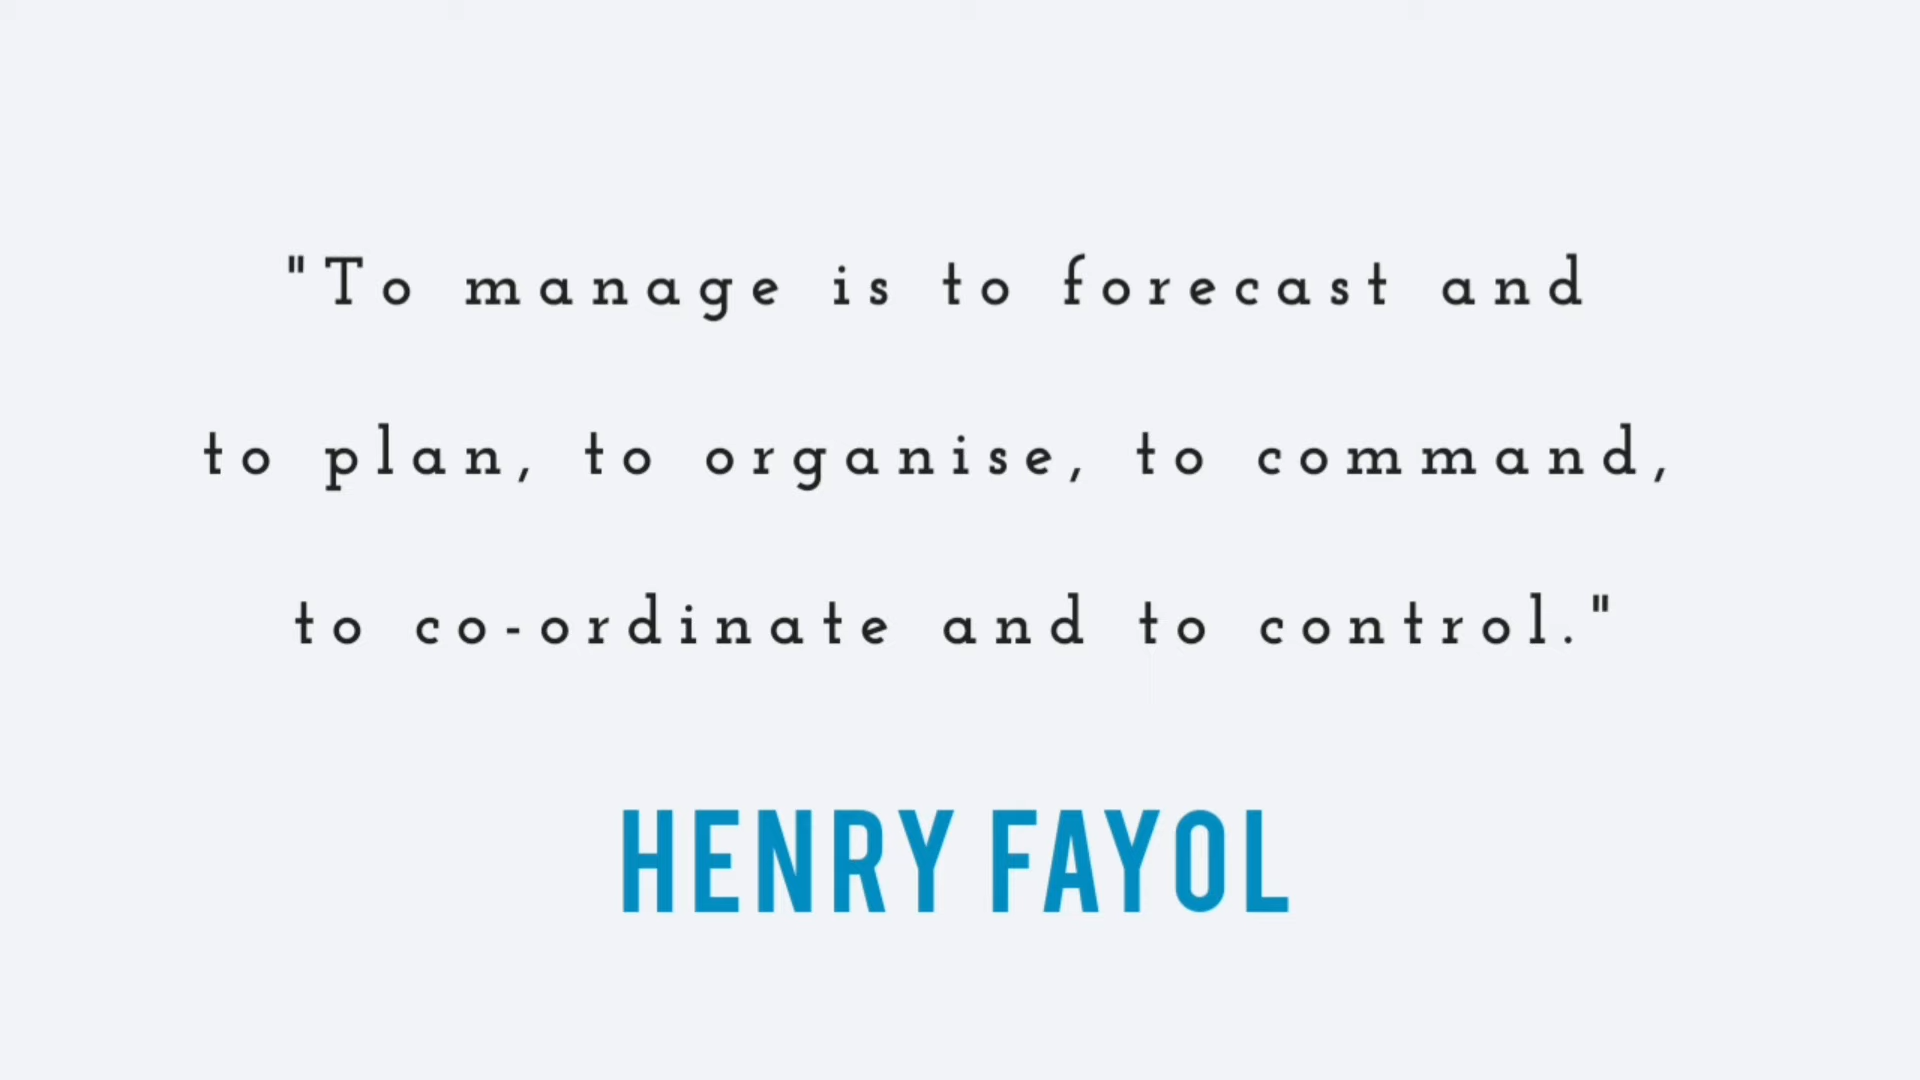 "To manage is to forecast and
to plan, to organise, to command,
to co-ordinate and to control."
HENRY FAYOL